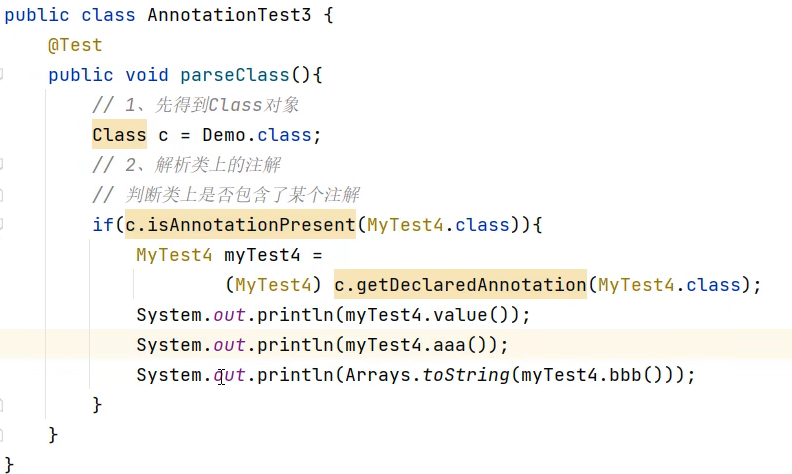 public class AnnotationTest3 {
@Test
public void parseClass(){
// 1、先得到Class对象
Class c = Demo.class;
// 2、解析类上的注解
// 判断类上是否包含了某个注解
if(c.isAnnotationPresent(MyTest4.class)){
MyTest4 myTest4 =
(MyTest4) c.getDeclaredAnnotation(MyTest4.class);
System.out.println(myTest4.value());
System.out.println(myTest4.aaa());
System.out.println(Arrays.toString(myTest4.bbb()));
}
}
}